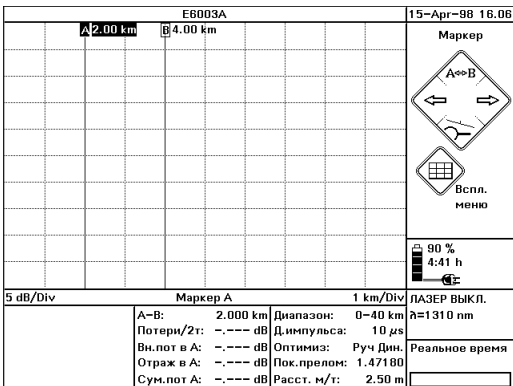 E6003A 15-Apr-98 16.06
A 2.00 km B 4.00 km
Маркер
A⇔B
Вспл.
меню
90 %
4:41 h
5 dB/Div Маркер A 1 km/Div
ЛАЗЕР ВЫКЛ.
A-B: 2.000 km Диапазон: 0-40 km λ=1310 nm
Потери/2т: -.--- dB Д.импульса: 10 µs
Вн.пот в A: -.--- dB Оптимиз: Руч Дин. Реальное время
Отраж в A: -.--- dB Пок.прелом: 1.47180
Сум.пот A: -.--- dB Расст. м/т: 2.50 m